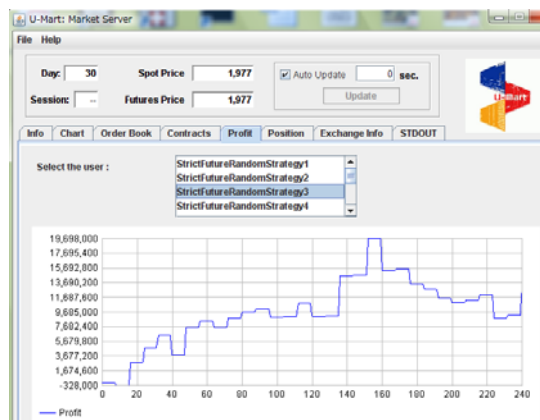 U-Mart: Market Server
File Help
Day: 30 Spot Price 1,977 Auto Update 0 sec.
Session: -- Futures Price 1,977 Update
U-mart
Info Chart Order Book Contracts Profit Position Exchange Info STDOUT
Select the user :
StrictFutureRandomStrategy1
StrictFutureRandomStrategy2
StrictFutureRandomStrategy3
StrictFutureRandomStrategy4
19,698,000
17,695,400
15,692,800
13,690,200
11,687,600
9,685,000
7,682,400
5,679,800
3,677,200
1,674,600
-328,000
0 20 40 60 80 100 120 140 160 180 200 220 240
Profit